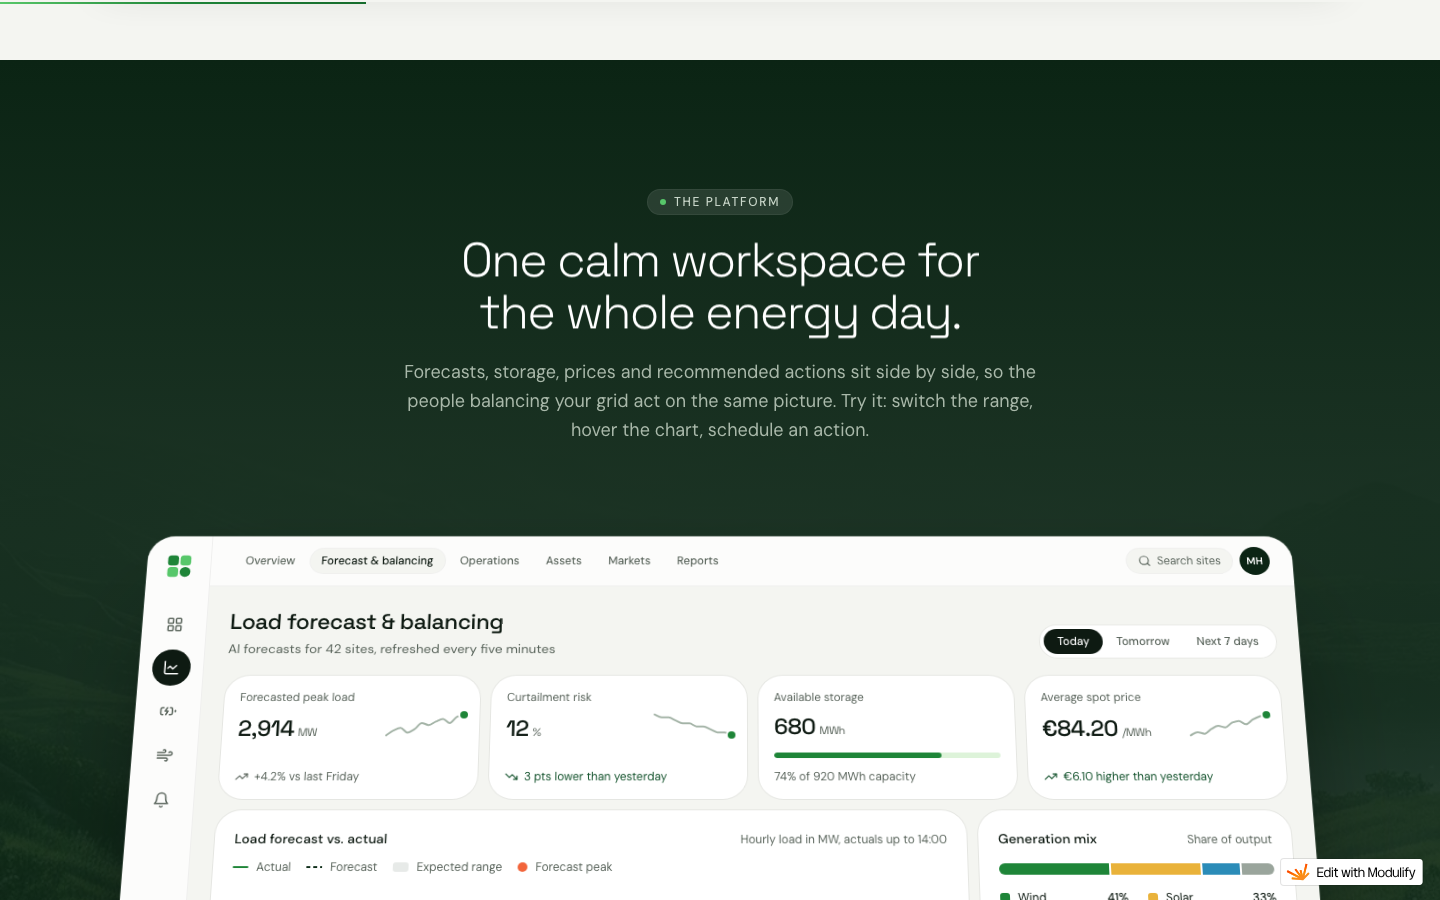 THE PLATFORM
One calm workspace for
the whole energy day.
Forecasts, storage, prices and recommended actions sit side by side, so the
people balancing your grid act on the same picture. Try it: switch the range,
hover the chart, schedule an action.
Overview Forecast & balancing Operations Assets Markets Reports Search sites MH
Load forecast & balancing
AI forecasts for 42 sites, refreshed every five minutes
Today Tomorrow Next 7 days
Forecasted peak load
2,914 MW
+4.2% vs last Friday
Curtailment risk
12 %
3 pts lower than yesterday
Available storage
680 MWh
74% of 920 MWh capacity
Average spot price
€84.20 /MWh
€6.10 higher than yesterday
Load forecast vs. actual Hourly load in MW, actuals up to 14:00
Actual Forecast Expected range Forecast peak
Generation mix Share of output
Wind 41% Solar 33%
Edit with Modulify